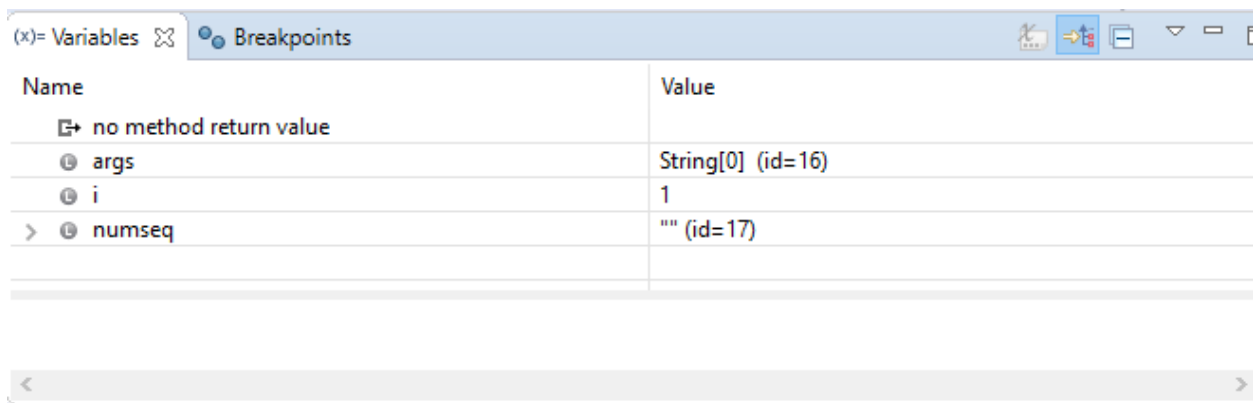 (x)= Variables Breakpoints
Name Value
no method return value
args String[0] (id=16)
i 1
numseq "" (id=17)